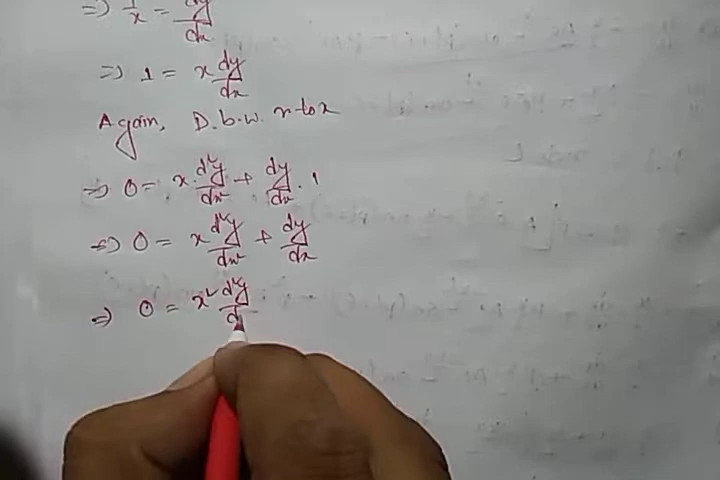 => 1/x = dy/dx
=> 1 = x dy/dx
Again, D.b.w. r to x
=> 0 = x. d²y/dx² + dy/dx . 1
=> 0 = x d²y/dx² + dy/dx
=> 0 = x² d²y/d